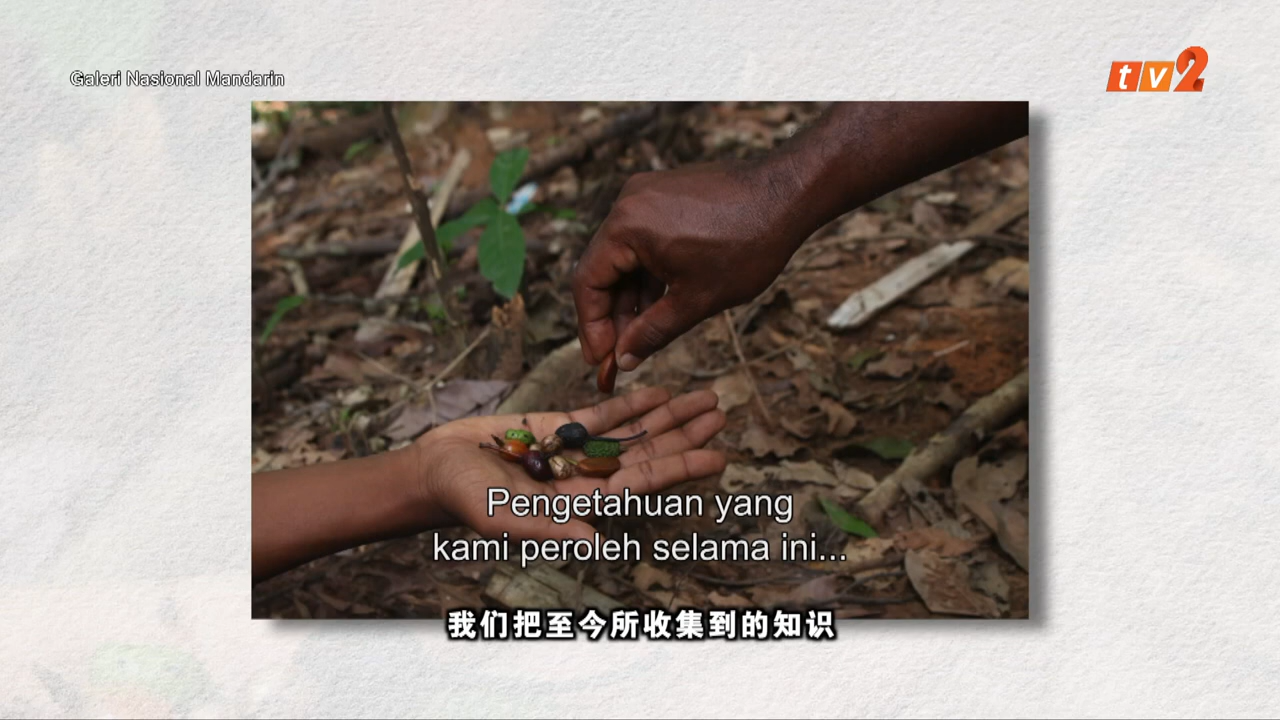 Galeri Nasional Mandarin
tv2
Pengetahuan yang
kami peroleh selama ini...
我们把至今所收集到的知识